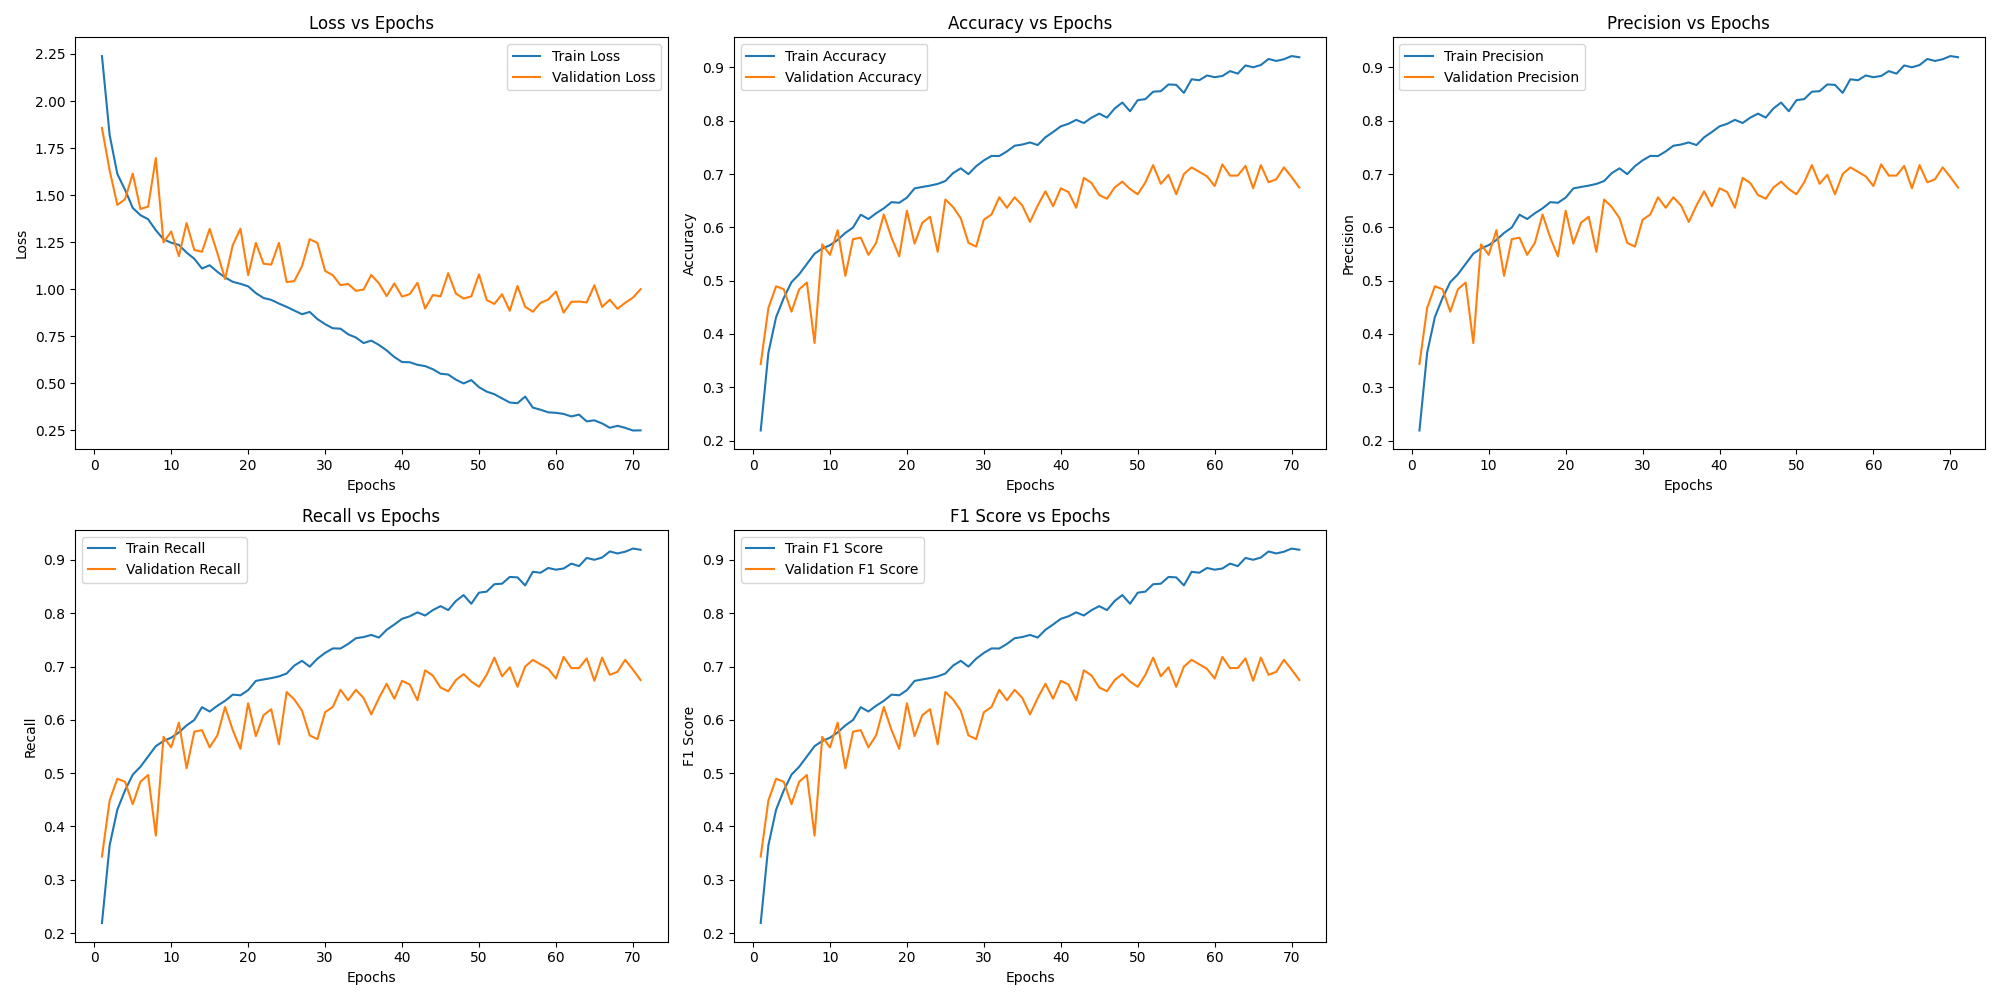 Loss vs Epochs
Train Loss
Validation Loss
2.25
2.00
1.75
1.50
1.25
1.00
0.75
0.50
0.25
Loss
0 10 20 30 40 50 60 70
Epochs
Accuracy vs Epochs
Train Accuracy
Validation Accuracy
0.9
0.8
0.7
0.6
0.5
0.4
0.3
0.2
Accuracy
0 10 20 30 40 50 60 70
Epochs
Precision vs Epochs
Train Precision
Validation Precision
0.9
0.8
0.7
0.6
0.5
0.4
0.3
0.2
Precision
0 10 20 30 40 50 60 70
Epochs
Recall vs Epochs
Train Recall
Validation Recall
0.9
0.8
0.7
0.6
0.5
0.4
0.3
0.2
Recall
0 10 20 30 40 50 60 70
Epochs
F1 Score vs Epochs
Train F1 Score
Validation F1 Score
0.9
0.8
0.7
0.6
0.5
0.4
0.3
0.2
F1 Score
0 10 20 30 40 50 60 70
Epochs